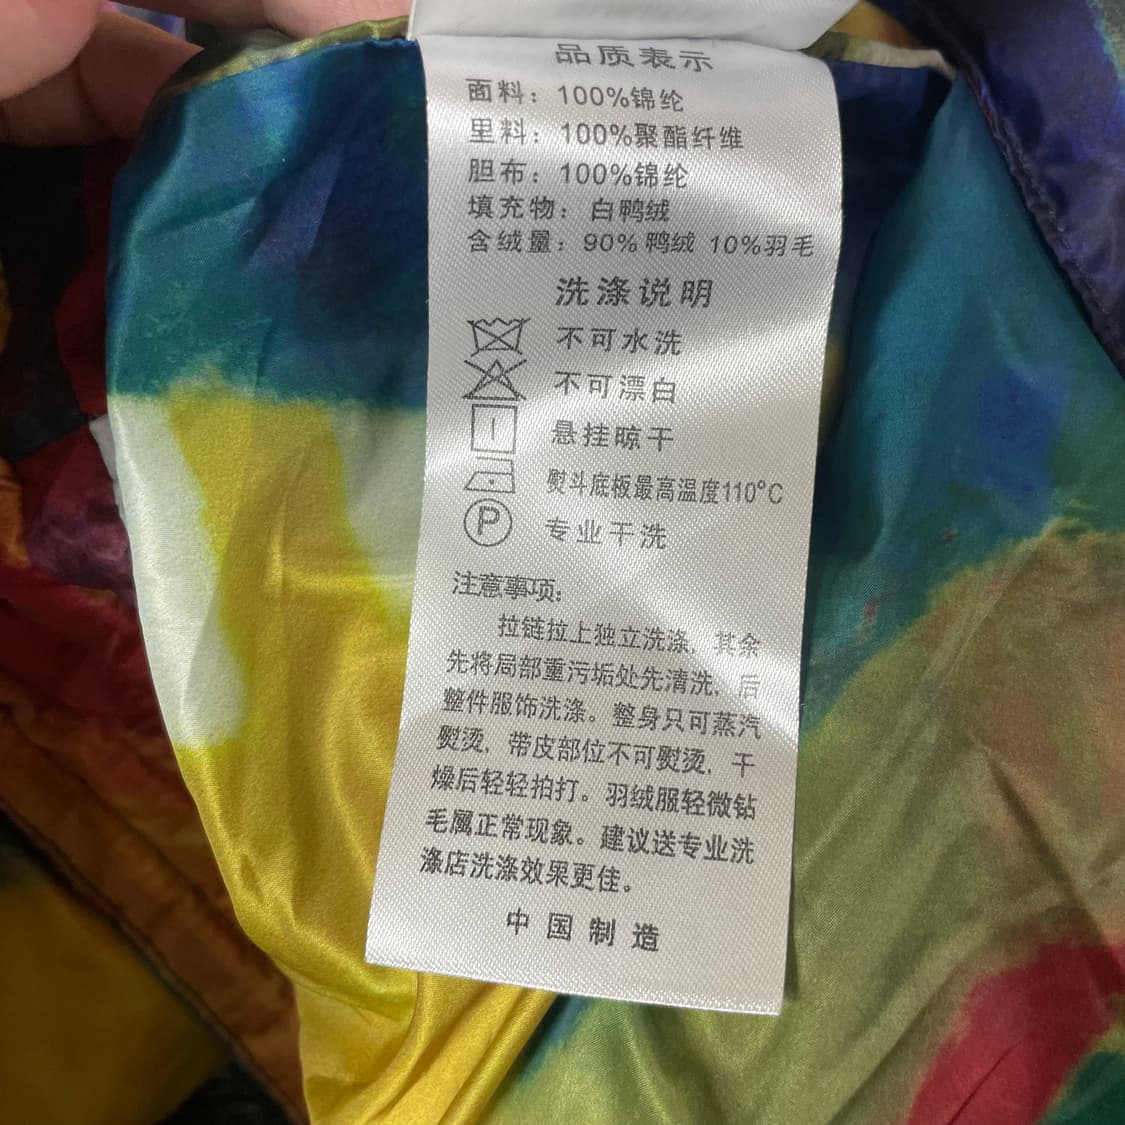 品质表示
面料：100%锦纶
里料：100%聚酯纤维
胆布：100%锦纶
填充物：白鸭绒
含绒量：90%鸭绒 10%羽毛
洗涤说明
不可水洗
不可漂白
悬挂晾干
熨斗底板最高温度110°C
P 专业干洗
注意事项:
拉链拉上独立洗涤，其余
先将局部重污垢处先清洗，后
整件服饰洗涤。整身只可蒸汽
熨烫，带皮部位不可熨烫，干
燥后轻轻拍打。羽绒服轻微钻
毛属正常现象。建议送专业洗
涤店洗涤效果更佳。
中国制造